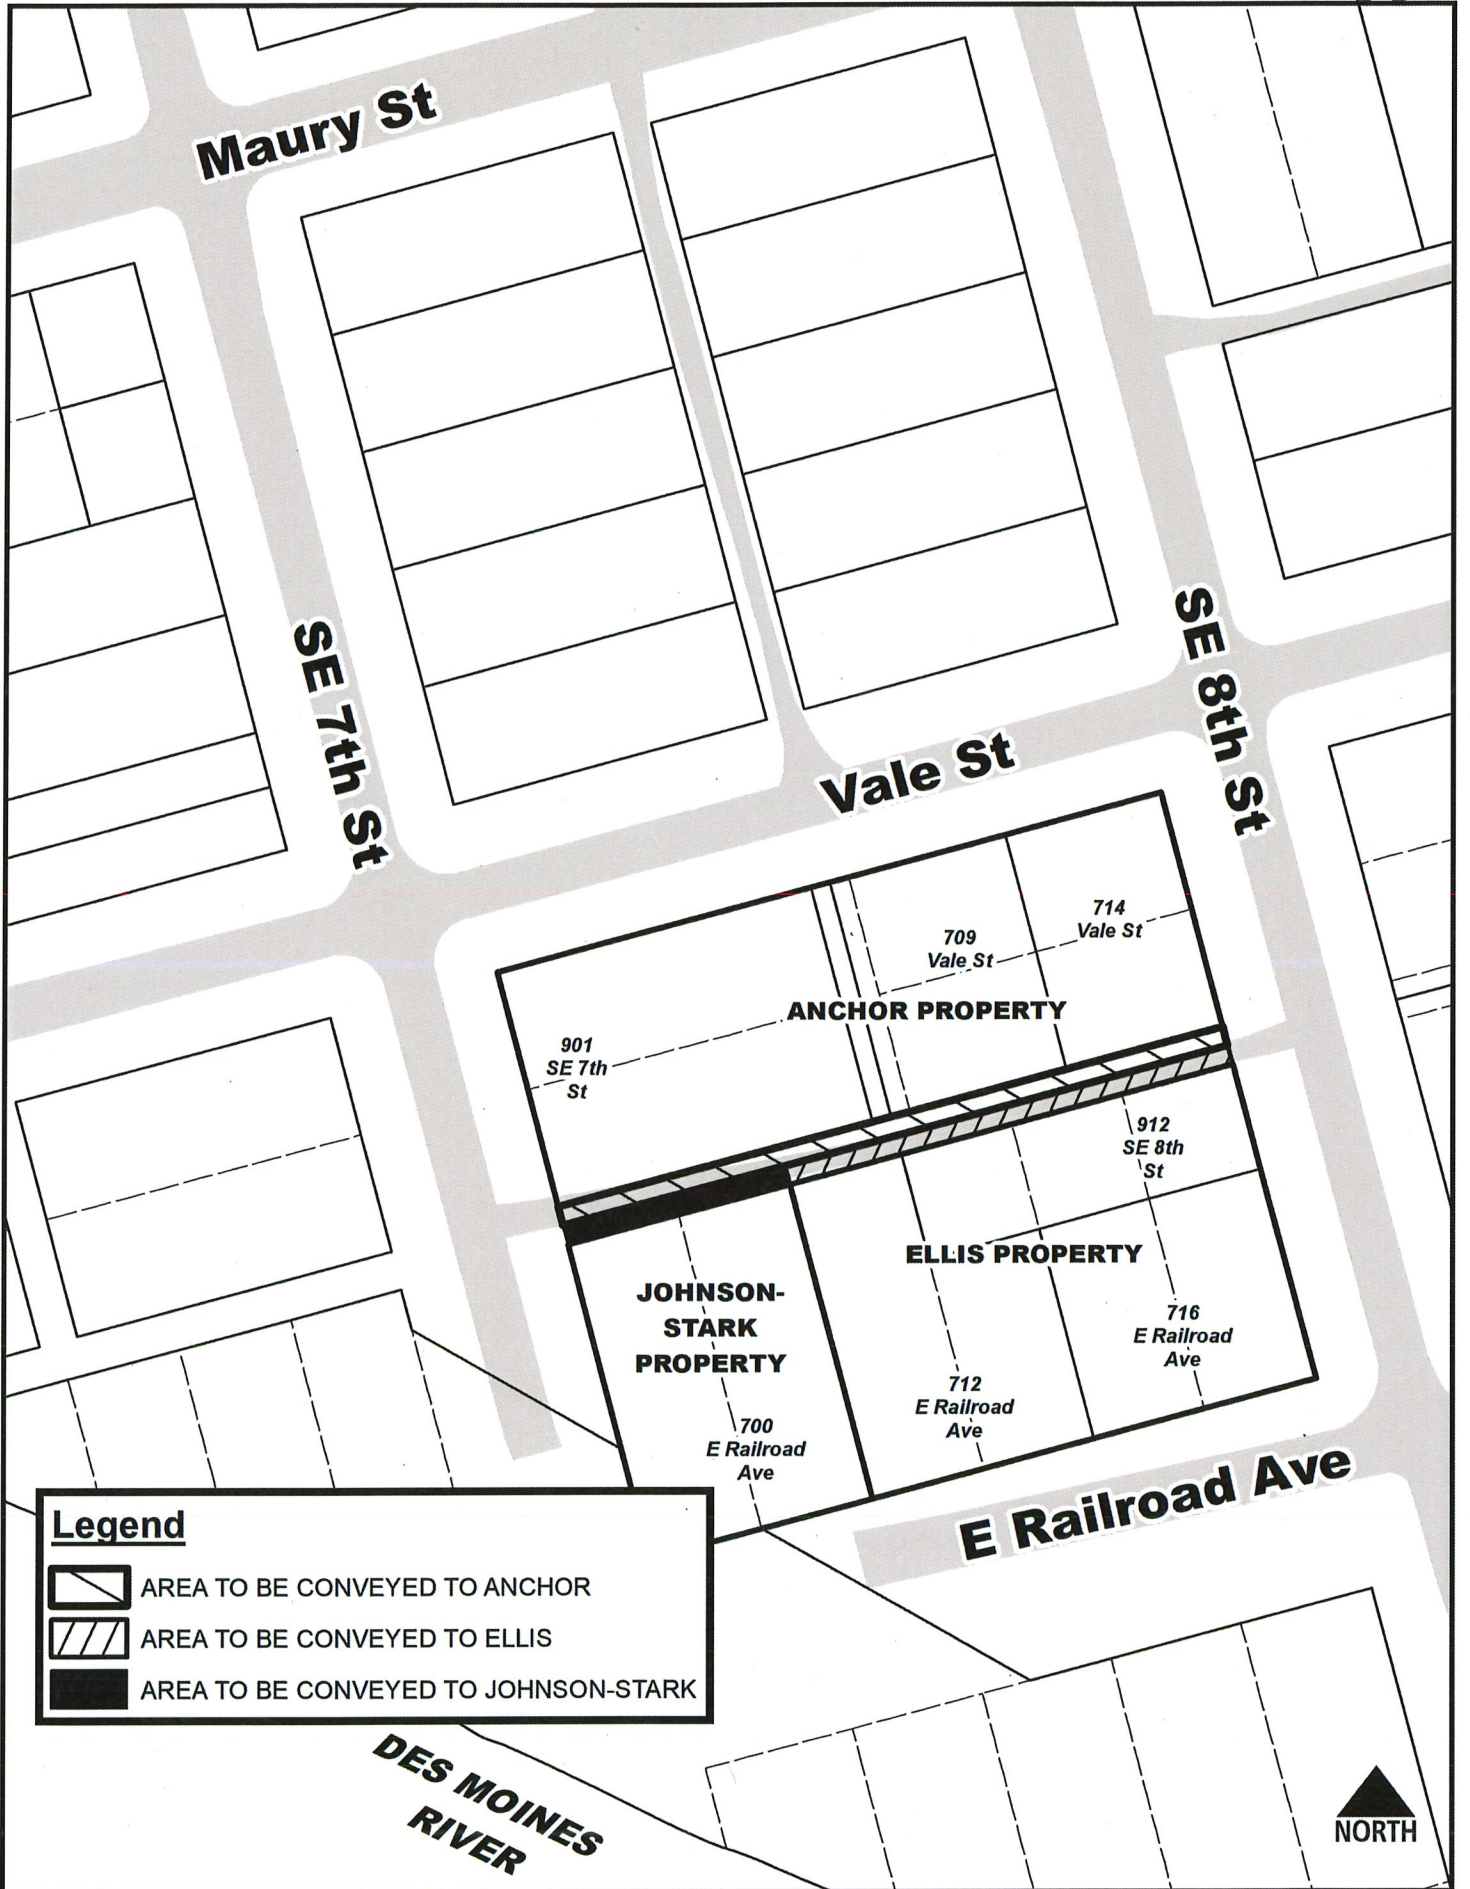 Maury St
SE 7th St
SE 8th St
Vale St
714
Vale St
709
Vale St
ANCHOR PROPERTY
901
SE 7th
St
912
SE 8th
St
ELLIS PROPERTY
JOHNSON-
STARK
PROPERTY
716
E Railroad
Ave
712
E Railroad
Ave
700
E Railroad
Ave
E Railroad Ave
Legend
AREA TO BE CONVEYED TO ANCHOR
AREA TO BE CONVEYED TO ELLIS
AREA TO BE CONVEYED TO JOHNSON-STARK
DES MOINES
RIVER
NORTH